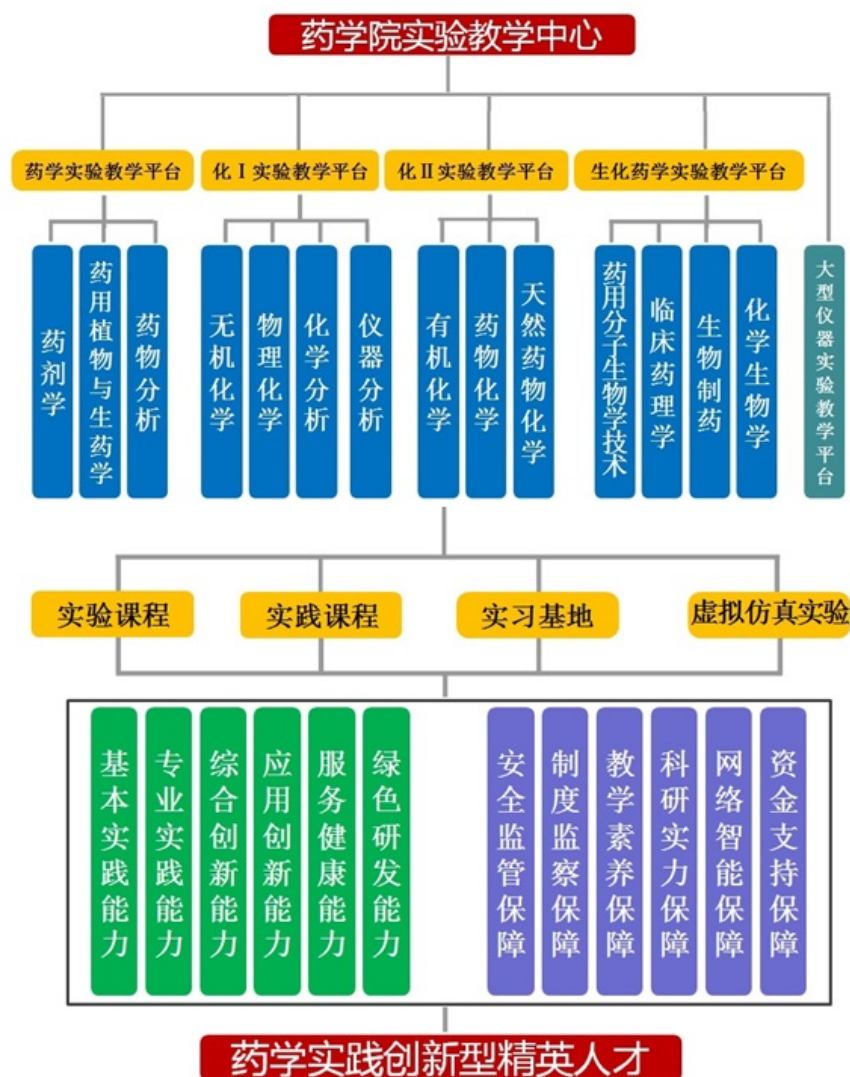 药学院实验教学中心
药学实验教学平台
化Ⅰ实验教学平台
化Ⅱ实验教学平台
生化药学实验教学平台
药剂学
药用植物与生药学
药物分析
无机化学
物理化学
化学分析
仪器分析
有机化学
药物化学
天然药物化学
药用分子生物学技术
临床药理学
生物制药
化学生物学
大型仪器实验教学平台
实验课程
实践课程
实习基地
虚拟仿真实验
基本实践能力
专业实践能力
综合创新能力
应用创新能力
服务健康能力
绿色研发能力
安全监管保障
制度监察保障
教学素养保障
科研实力保障
网络智能保障
资金支持保障
药学实践创新型精英人才